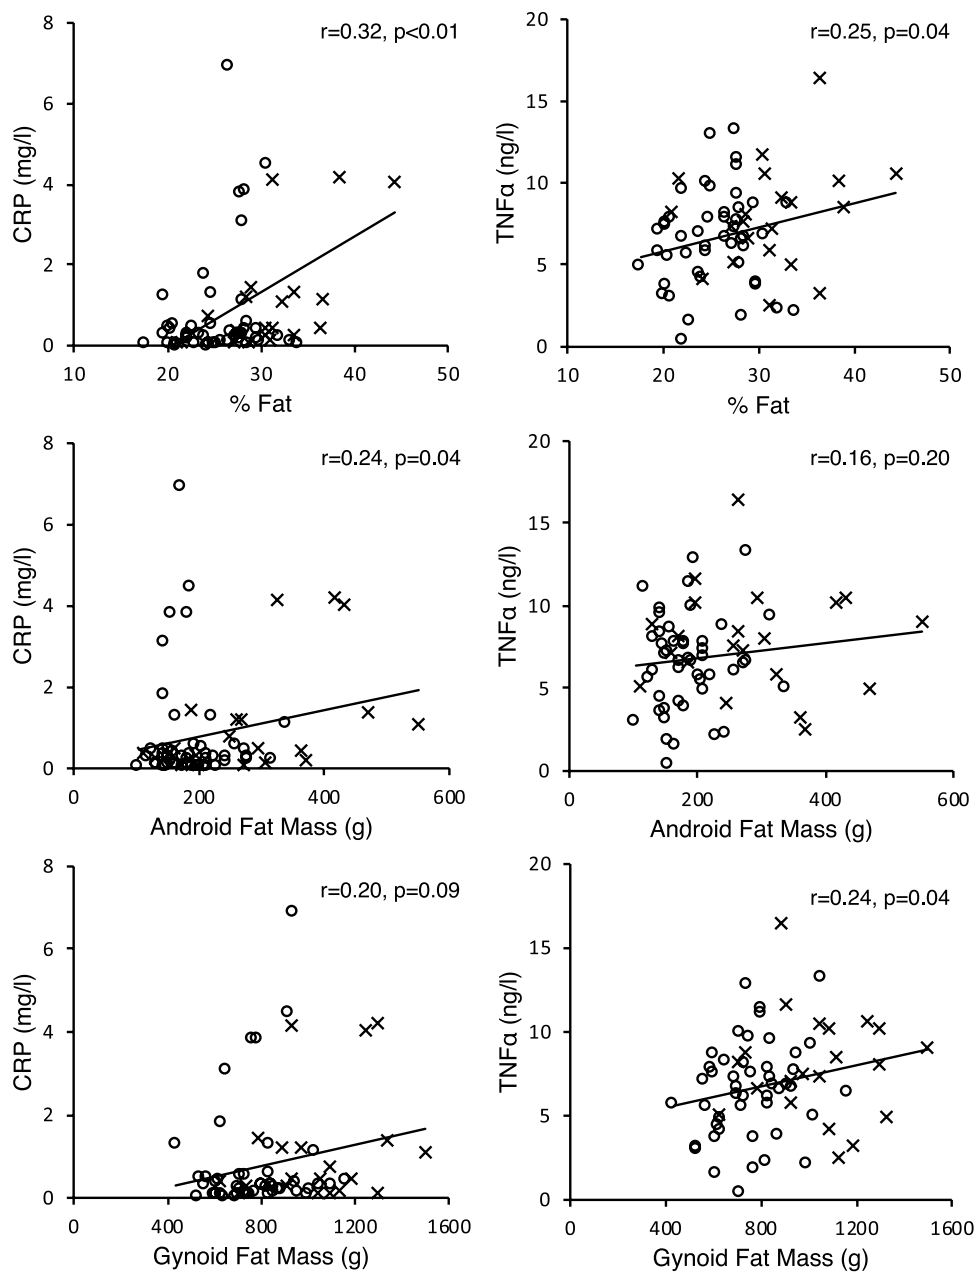 r=0.32, p<0.01
CRP (mg/l)
8
6
4
2
0
10 20 30 40 50
% Fat
r=0.25, p=0.04
TNFα (ng/l)
20
15
10
5
0
10 20 30 40 50
% Fat
r=0.24, p=0.04
CRP (mg/l)
8
6
4
2
0
0 200 400 600
Android Fat Mass (g)
r=0.16, p=0.20
TNFα (ng/l)
20
15
10
5
0
0 200 400 600
Android Fat Mass (g)
r=0.20, p=0.09
CRP (mg/l)
8
6
4
2
0
0 400 800 1200 1600
Gynoid Fat Mass (g)
r=0.24, p=0.04
TNFα (ng/l)
20
15
10
5
0
0 400 800 1200 1600
Gynoid Fat Mass (g)